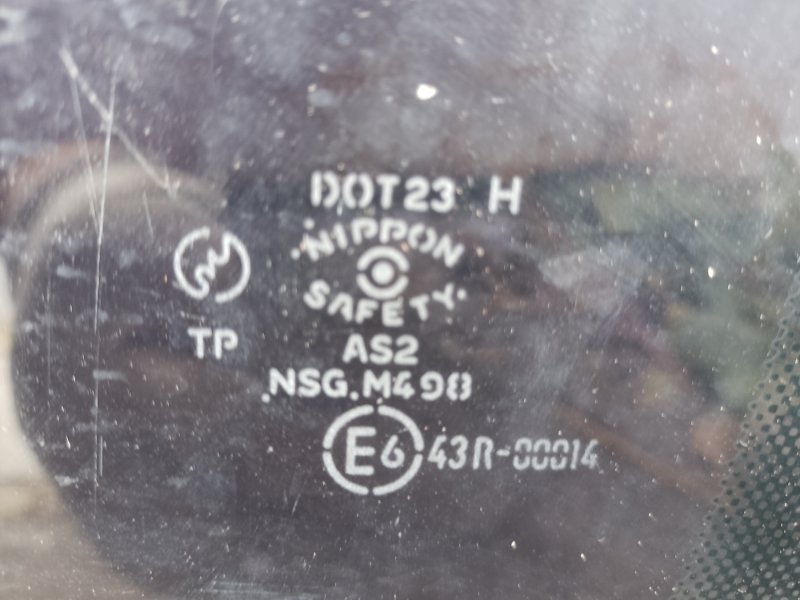 DOT23 H
NIPPON
SAFETY
TP
AS2
NSG.M498
E6 43R-00014